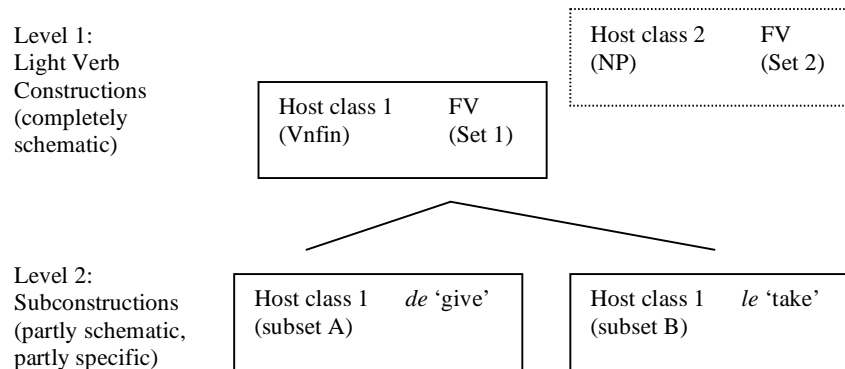 Level 1:
Light Verb
Constructions
(completely
schematic)
Host class 2 FV
(NP) (Set 2)
Host class 1 FV
(Vnfin) (Set 1)
Level 2:
Subconstructions
(partly schematic,
partly specific)
Host class 1 de ‘give’
(subset A)
Host class 1 le ‘take’
(subset B)